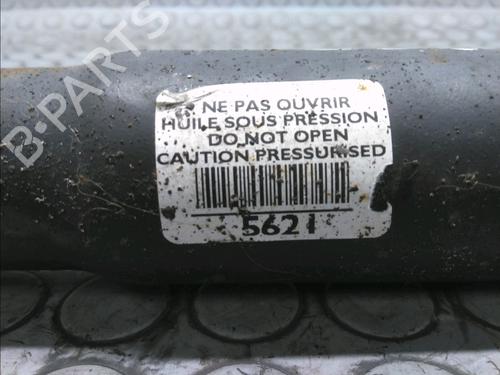 NE PAS OUVRIR
HUILE SOUS PRESSION
DO NOT OPEN
CAUTION PRESSURISED
5621
B-PARTS